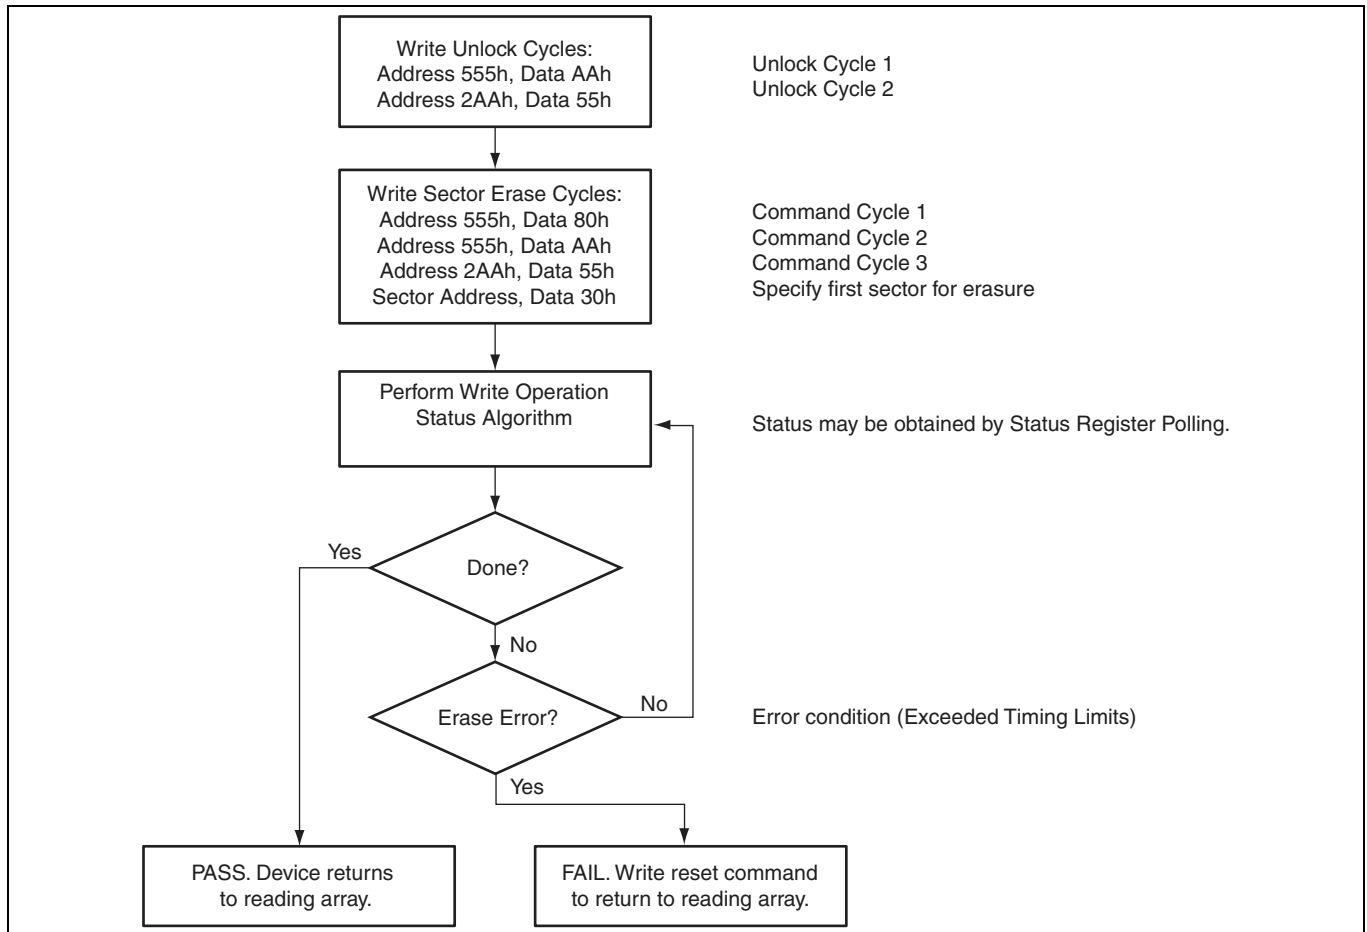 Write Unlock Cycles:
Address 555h, Data AAh
Address 2AAh, Data 55h
Unlock Cycle 1
Unlock Cycle 2
Write Sector Erase Cycles:
Address 555h, Data 80h
Address 555h, Data AAh
Address 2AAh, Data 55h
Sector Address, Data 30h
Command Cycle 1
Command Cycle 2
Command Cycle 3
Specify first sector for erasure
Perform Write Operation
Status Algorithm
Status may be obtained by Status Register Polling.
Yes
Done?
No
Erase Error?
No
Error condition (Exceeded Timing Limits)
Yes
PASS. Device returns
to reading array.
FAIL. Write reset command
to return to reading array.